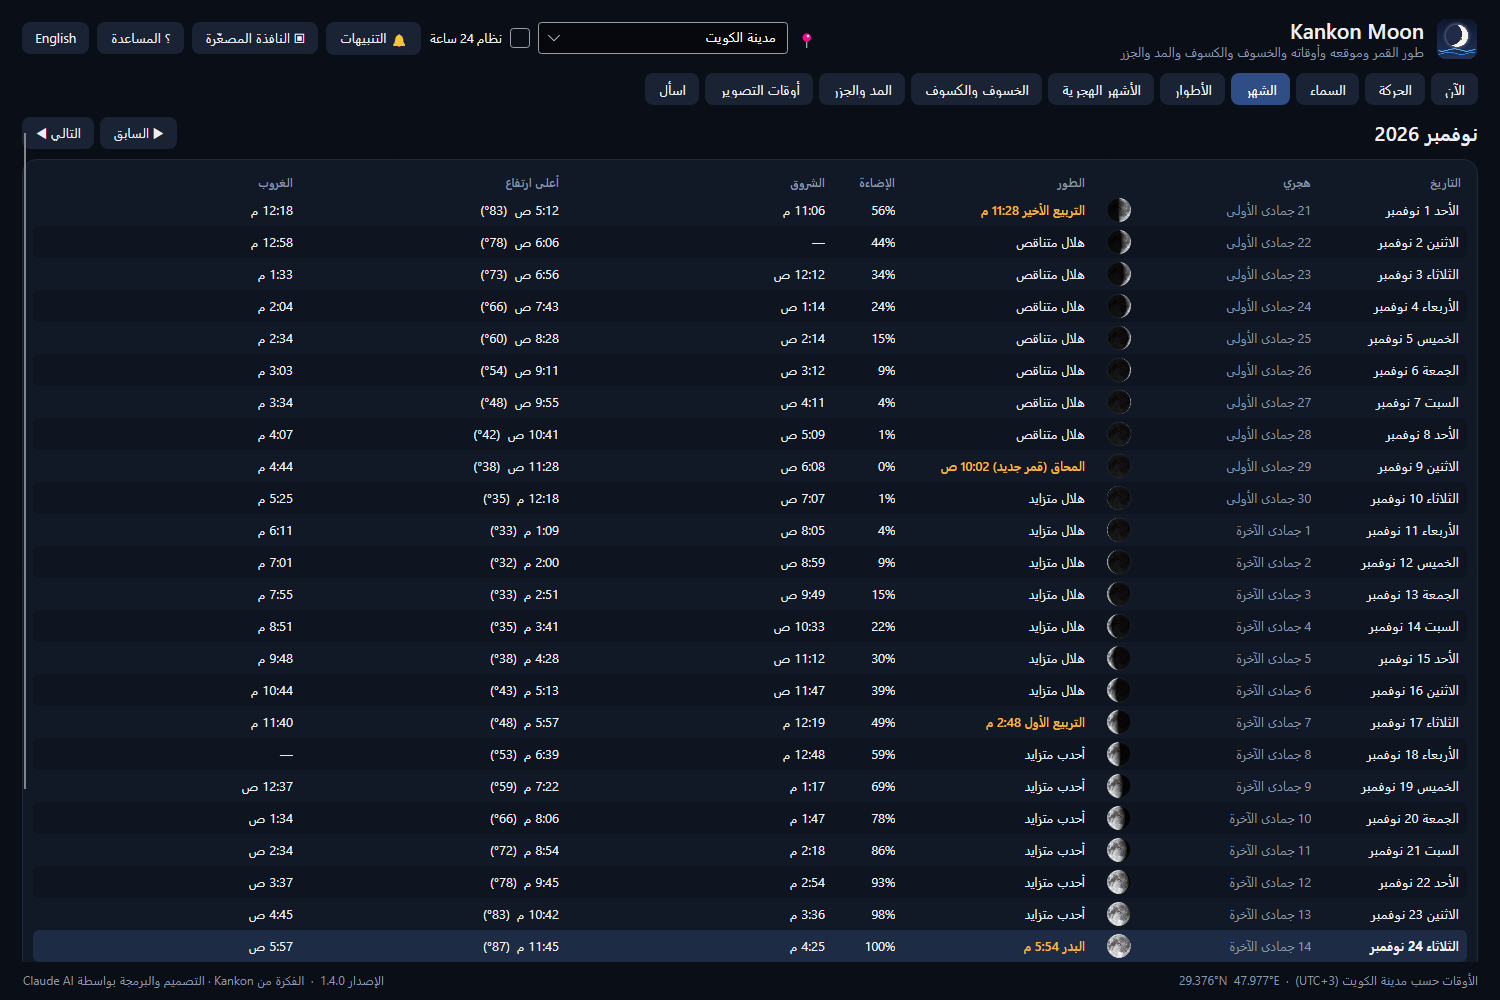 Kankon Moon
طور القمر وموقعه وأوقاته والخسوف والكسوف والمد والجزر
مدينة الكويت
نظام 24 ساعة
التنبيهات
النافذة المصغّرة
؟ المساعدة
English
الآن
الحركة
السماء
الشهر
الأطوار
الأشهر الهجرية
الخسوف والكسوف
المد والجزر
أوقات التصوير
اسأل
نوفمبر 2026
▶ السابق
التالي ◀
التاريخ هجري الطور الإضاءة الشروق أعلى ارتفاع الغروب
الأحد 1 نوفمبر 21 جمادى الأولى التربيع الأخير 11:28 م 56% 11:06 م 5:12 ص (83°) 12:18 م
الاثنين 2 نوفمبر 22 جمادى الأولى هلال متناقص 44% — 6:06 ص (78°) 12:58 م
الثلاثاء 3 نوفمبر 23 جمادى الأولى هلال متناقص 34% 12:12 ص 6:56 ص (73°) 1:33 م
الأربعاء 4 نوفمبر 24 جمادى الأولى هلال متناقص 24% 1:14 ص 7:43 ص (66°) 2:04 م
الخميس 5 نوفمبر 25 جمادى الأولى هلال متناقص 15% 2:14 ص 8:28 ص (60°) 2:34 م
الجمعة 6 نوفمبر 26 جمادى الأولى هلال متناقص 9% 3:12 ص 9:11 ص (54°) 3:03 م
السبت 7 نوفمبر 27 جمادى الأولى هلال متناقص 4% 4:11 ص 9:55 ص (48°) 3:34 م
الأحد 8 نوفمبر 28 جمادى الأولى هلال متناقص 1% 5:09 ص 10:41 ص (42°) 4:07 م
الاثنين 9 نوفمبر 29 جمادى الأولى المحاق (قمر جديد) 10:02 ص 0% 6:08 ص 11:28 ص (38°) 4:44 م
الثلاثاء 10 نوفمبر 30 جمادى الأولى هلال متزايد 1% 7:07 ص 12:18 م (35°) 5:25 م
الأربعاء 11 نوفمبر 1 جمادى الآخرة هلال متزايد 4% 8:05 ص 1:09 م (33°) 6:11 م
الخميس 12 نوفمبر 2 جمادى الآخرة هلال متزايد 9% 8:59 ص 2:00 م (32°) 7:01 م
الجمعة 13 نوفمبر 3 جمادى الآخرة هلال متزايد 15% 9:49 ص 2:51 م (33°) 7:55 م
السبت 14 نوفمبر 4 جمادى الآخرة هلال متزايد 22% 10:33 ص 3:41 م (35°) 8:51 م
الأحد 15 نوفمبر 5 جمادى الآخرة هلال متزايد 30% 11:12 ص 4:28 م (38°) 9:48 م
الاثنين 16 نوفمبر 6 جمادى الآخرة هلال متزايد 39% 11:47 ص 5:13 م (43°) 10:44 م
الثلاثاء 17 نوفمبر 7 جمادى الآخرة التربيع الأول 2:48 م 49% 12:19 م 5:57 م (48°) 11:40 م
الأربعاء 18 نوفمبر 8 جمادى الآخرة أحدب متزايد 59% 12:48 م 6:39 م (53°) —
الخميس 19 نوفمبر 9 جمادى الآخرة أحدب متزايد 69% 1:17 م 7:22 م (59°) 12:37 ص
الجمعة 20 نوفمبر 10 جمادى الآخرة أحدب متزايد 78% 1:47 م 8:06 م (66°) 1:34 ص
السبت 21 نوفمبر 11 جمادى الآخرة أحدب متزايد 86% 2:18 م 8:54 م (72°) 2:34 ص
الأحد 22 نوفمبر 12 جمادى الآخرة أحدب متزايد 93% 2:54 م 9:45 م (78°) 3:37 ص
الاثنين 23 نوفمبر 13 جمادى الآخرة أحدب متزايد 98% 3:36 م 10:42 م (83°) 4:45 ص
الثلاثاء 24 نوفمبر 14 جمادى الآخرة البدر 5:54 م 100% 4:25 م 11:45 م (87°) 5:57 ص
الأوقات حسب مدينة الكويت (UTC+3) · 29.376°N 47.977°E
الإصدار 1.4.0 · الفكرة من Kankon · التصميم والبرمجة بواسطة Claude AI